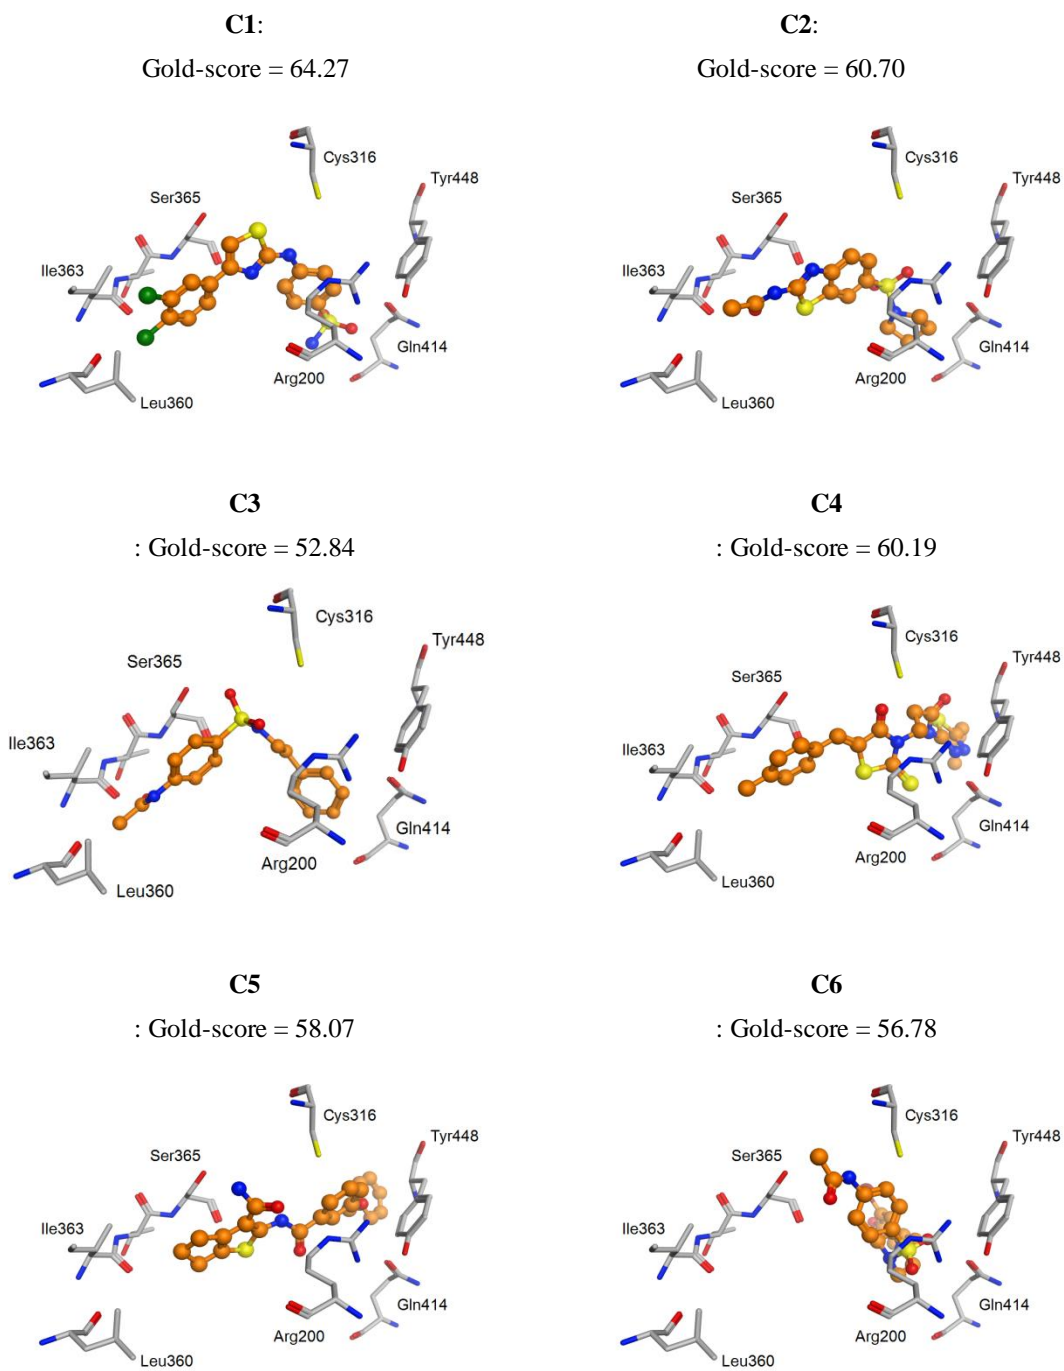 C1:
Gold-score = 64.27
Cys316
Tyr448
Ser365
Ile363
Gln414
Arg200
Leu360
C2:
Gold-score = 60.70
Cys316
Tyr448
Ser365
Ile363
Gln414
Arg200
Leu360
C3
: Gold-score = 52.84
Cys316
Tyr448
Ser365
Ile363
Gln414
Arg200
Leu360
C4
: Gold-score = 60.19
Cys316
Tyr448
Ser365
Ile363
Gln414
Arg200
Leu360
C5
: Gold-score = 58.07
Cys316
Tyr448
Ser365
Ile363
Gln414
Arg200
Leu360
C6
: Gold-score = 56.78
Cys316
Tyr448
Ser365
Ile363
Gln414
Arg200
Leu360